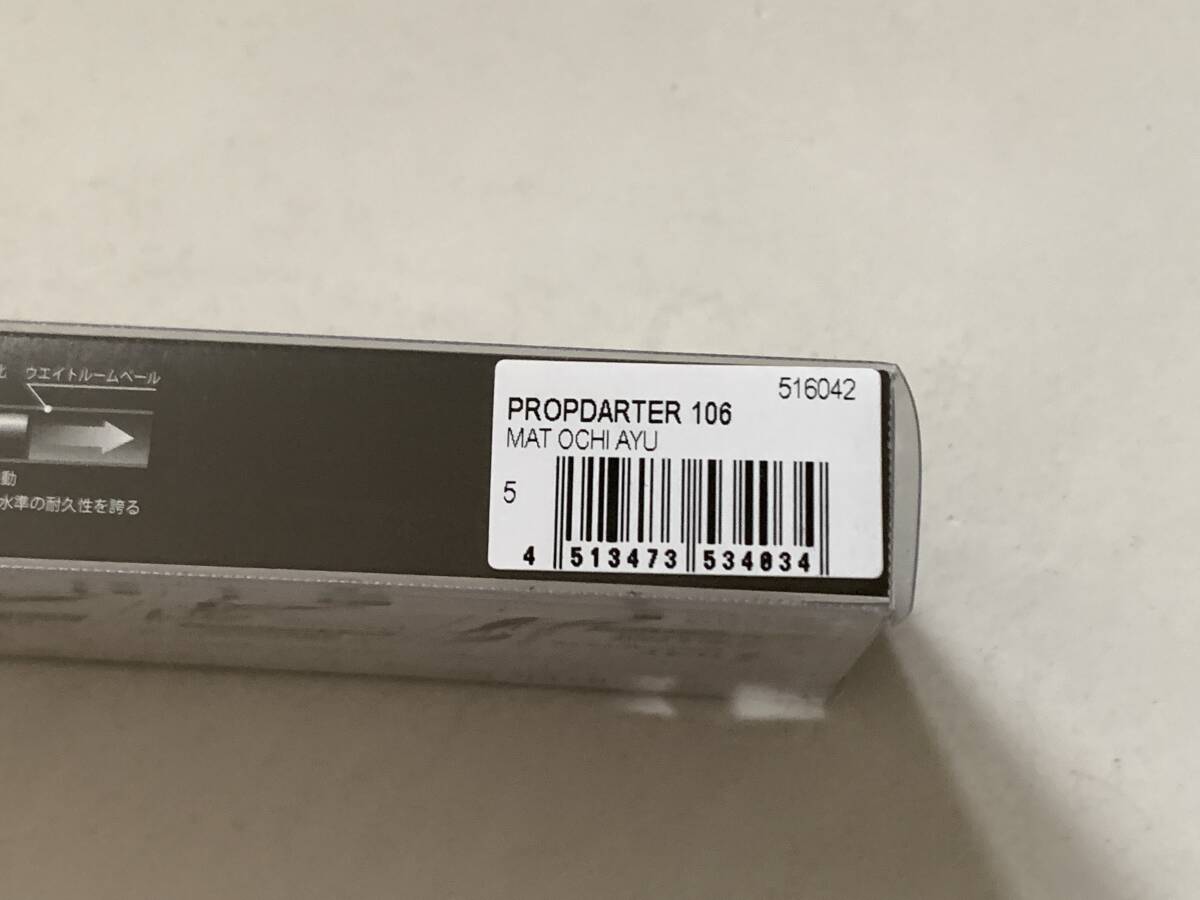 ウエイトルームベール
動
水準の耐久性を誇る
516042
PROPDARTER 106
MAT OCHI AYU
5
4 513473 534034